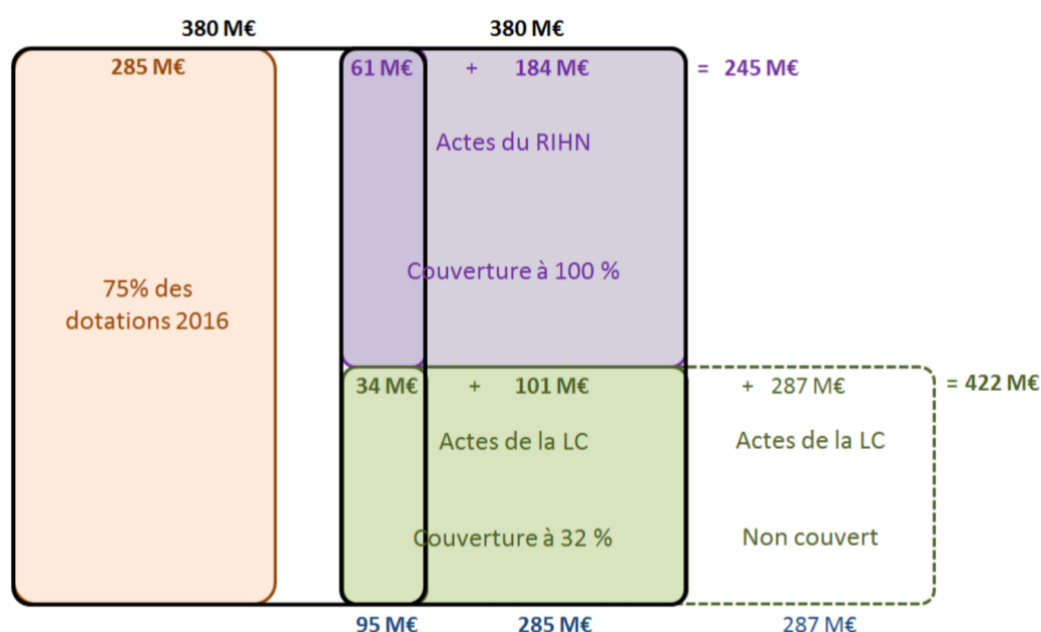 380 M€ 380 M€
285 M€ 61 M€ + 184 M€ = 245 M€
Actes du RIHN
Couverture à 100 %
75% des
dotations 2016
34 M€ + 101 M€ + 287 M€ = 422 M€
Actes de la LC Actes de la LC
Couverture à 32 % Non couvert
95 M€ 285 M€ 287 M€